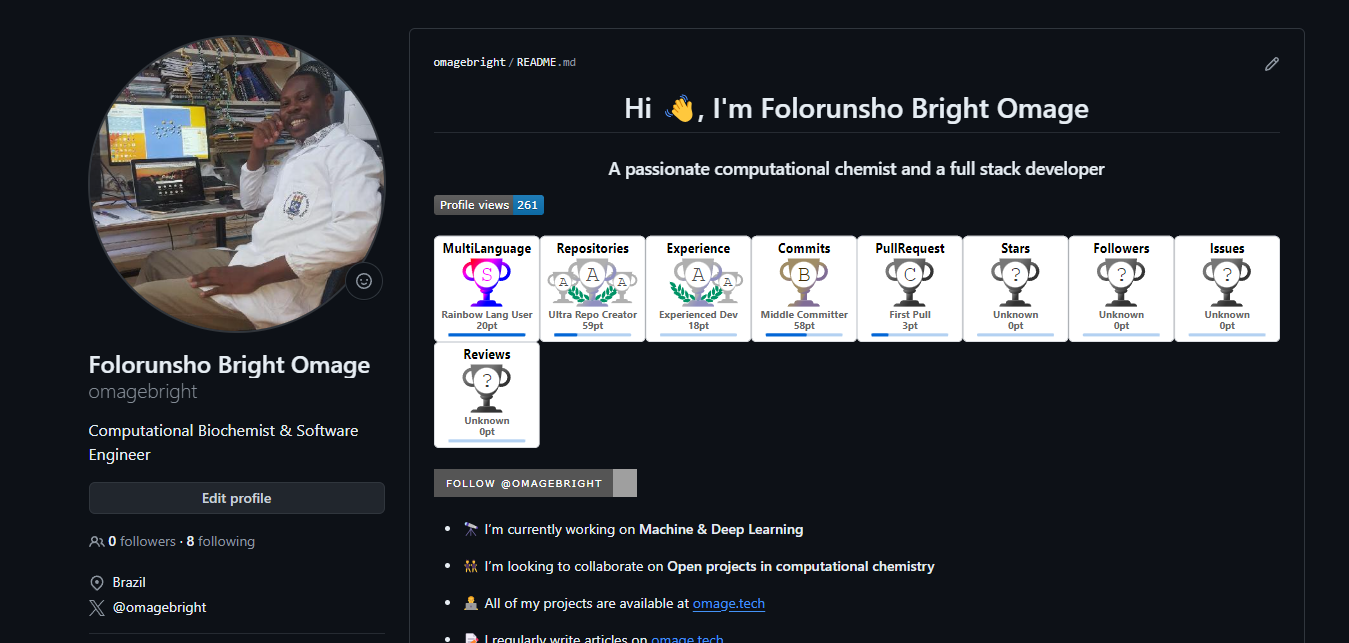 Folorunsho Bright Omage
omagebright
Computational Biochemist & Software
Engineer
Edit profile
0 followers · 8 following
Brazil
@omagebright
omagebright/README.md
Hi 👋, I'm Folorunsho Bright Omage
A passionate computational chemist and a full stack developer
Profile views 261
MultiLanguage
S
Rainbow Lang User
20pt
Repositories
A A A
Ultra Repo Creator
59pt
Experience
A A
Experienced Dev
18pt
Commits
B
Middle Committer
58pt
PullRequest
C
First Pull
3pt
Stars
?
Unknown
0pt
Followers
?
Unknown
0pt
Issues
?
Unknown
0pt
Reviews
?
Unknown
0pt
FOLLOW @OMAGEBRIGHT
• 🔭 I'm currently working on Machine & Deep Learning
• 👯 I'm looking to collaborate on Open projects in computational chemistry
• 👨‍💻 All of my projects are available at omage.tech
• 📝 I regularly write articles on omage.tech